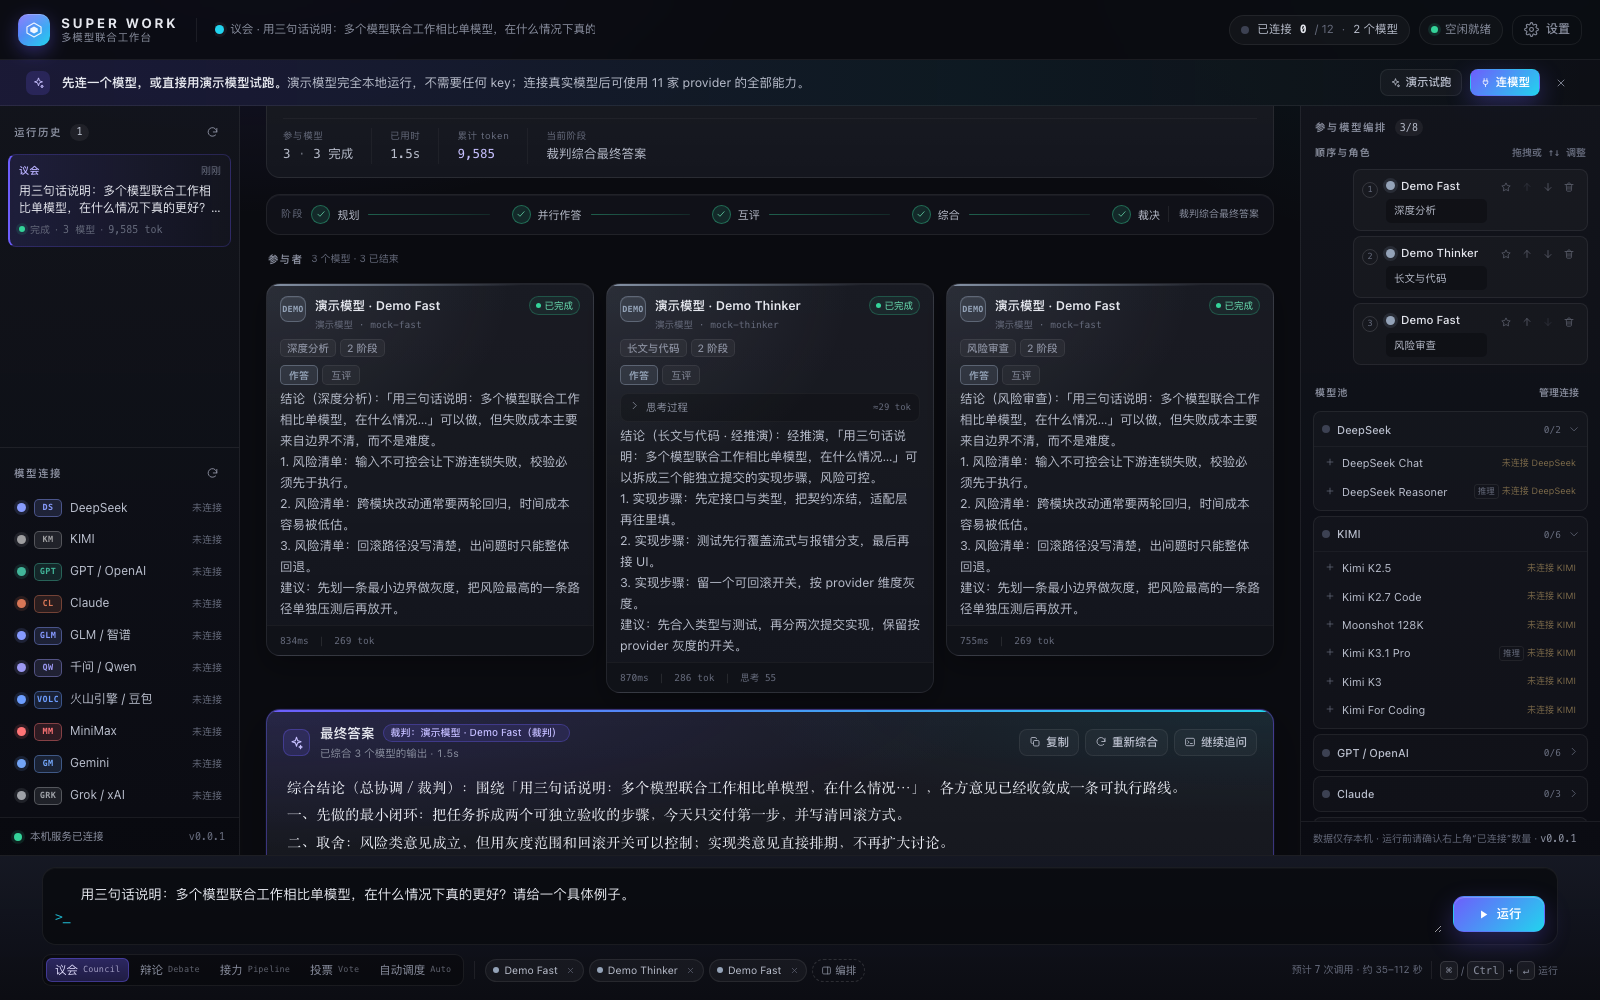 SUPER WORK
多模型联合工作台
议会 · 用三句话说明：多个模型联合工作相比单模型，在什么情况下真的
已连接 0 / 12 · 2 个模型
空闲就绪
设置
先连一个模型，或直接用演示模型试跑。演示模型完全本地运行，不需要任何 key；连接真实模型后可使用 11 家 provider 的全部能力。
演示试跑
连模型
运行历史 1
议会 刚刚
用三句话说明：多个模型联合工作相
比单模型，在什么情况下真的更好？...
完成 · 3 模型 · 9,585 tok
模型连接
DS DeepSeek 未连接
KM KIMI 未连接
GPT GPT / OpenAI 未连接
CL Claude 未连接
GLM GLM / 智谱 未连接
QW 千问 / Qwen 未连接
VOLC 火山引擎 / 豆包 未连接
MM MiniMax 未连接
GM Gemini 未连接
GRK Grok / xAI 未连接
本机服务已连接 v0.0.1
参与模型 已用时 累计 token 当前阶段
3 · 3 完成 1.5s 9,585 裁判综合最终答案
阶段 规划 并行作答 互评 综合 裁决 裁判综合最终答案
参与者 3 个模型 · 3 已结束
DEMO 演示模型 · Demo Fast 已完成
演示模型 · mock-fast
深度分析 2 阶段
作答 互评
结论（深度分析）：「用三句话说明：多个模型联合工作
相比单模型，在什么情况…」可以做，但失败成本主要
来自边界不清，而不是难度。
1. 风险清单：输入不可控会让下游连锁失败，校验必
须先于执行。
2. 风险清单：跨模块改动通常要两轮回归，时间成本
容易被低估。
3. 风险清单：回滚路径没写清楚，出问题时只能整体
回退。
建议：先划一条最小边界做灰度，把风险最高的一条路
径单独压测后再放开。
834ms 269 tok
DEMO 演示模型 · Demo Thinker 已完成
演示模型 · mock-thinker
长文与代码 2 阶段
作答 互评
思考过程 ≈29 tok
结论（长文与代码 · 经推演）：经推演，「用三句话说
明：多个模型联合工作相比单模型，在什么情况…」可
以拆成三个能独立提交的实现步骤，风险可控。
1. 实现步骤：先定接口与类型，把契约冻结，适配层
再往里填。
2. 实现步骤：测试先行覆盖流式与报错分支，最后再
接 UI。
3. 实现步骤：留一个可回滚开关，按 provider 维度灰
度。
建议：先合入类型与测试，再分两次提交实现，保留按
provider 灰度的开关。
870ms 286 tok 思考 55
DEMO 演示模型 · Demo Fast 已完成
演示模型 · mock-fast
风险审查 2 阶段
作答 互评
结论（风险审查）：「用三句话说明：多个模型联合工作
相比单模型，在什么情况…」可以做，但失败成本主要
来自边界不清，而不是难度。
1. 风险清单：输入不可控会让下游连锁失败，校验必
须先于执行。
2. 风险清单：跨模块改动通常要两轮回归，时间成本
容易被低估。
3. 风险清单：回滚路径没写清楚，出问题时只能整体
回退。
建议：先划一条最小边界做灰度，把风险最高的一条路
径单独压测后再放开。
755ms 269 tok
最终答案 裁判：演示模型 · Demo Fast（裁判）
已综合 3 个模型的输出 · 1.5s
复制
重新综合
继续追问
综合结论（总协调 / 裁判）：围绕「用三句话说明：多个模型联合工作相比单模型，在什么情况…」，各方意见已经收敛成一条可执行路线。
一、先做的最小闭环：把任务拆成两个可独立验收的步骤，今天只交付第一步，并写清回滚方式。
二、取舍：风险类意见成立，但用灰度范围和回滚开关可以控制；实现类意见直接排期，不再扩大讨论。
参与模型编排 3/8
顺序与角色 拖拽或 ↑↓ 调整
1 Demo Fast
深度分析
2 Demo Thinker
长文与代码
3 Demo Fast
风险审查
模型池 管理连接
DeepSeek 0/2
DeepSeek Chat 未连接 DeepSeek
DeepSeek Reasoner 推理 未连接 DeepSeek
KIMI 0/6
Kimi K2.5 未连接 KIMI
Kimi K2.7 Code 未连接 KIMI
Moonshot 128K 未连接 KIMI
Kimi K3.1 Pro 推理 未连接 KIMI
Kimi K3 未连接 KIMI
Kimi For Coding 未连接 KIMI
GPT / OpenAI 0/6
Claude 0/3
数据仅存本机 · 运行前请确认右上角"已连接"数量 · v0.0.1
用三句话说明：多个模型联合工作相比单模型，在什么情况下真的更好？请给一个具体例子。
>_
运行
议会 Council 辩论 Debate 接力 Pipeline 投票 Vote 自动调度 Auto
Demo Fast × Demo Thinker × Demo Fast × 编排
预计 7 次调用 · 约 35–112 秒
⌘ / Ctrl + ↵ 运行